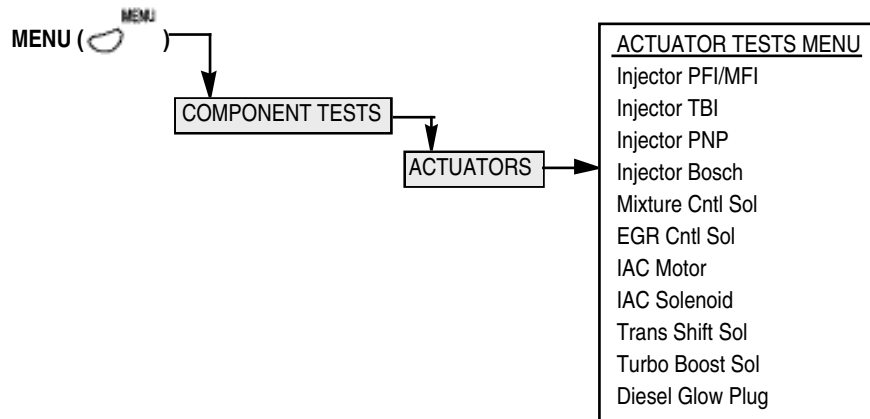 MENU
MENU ( )
COMPONENT TESTS
ACTUATORS
ACTUATOR TESTS MENU
Injector PFI/MFI
Injector TBI
Injector PNP
Injector Bosch
Mixture Cntl Sol
EGR Cntl Sol
IAC Motor
IAC Solenoid
Trans Shift Sol
Turbo Boost Sol
Diesel Glow Plug